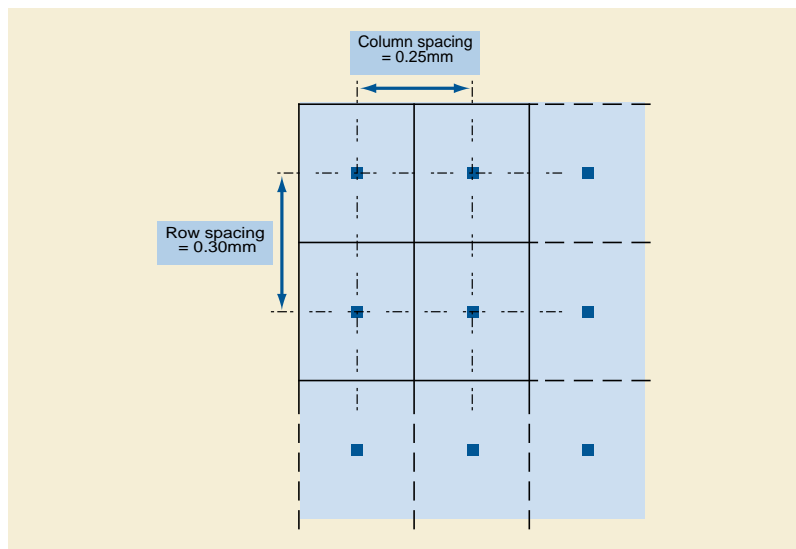 Column spacing
= 0.25mm
Row spacing
= 0.30mm